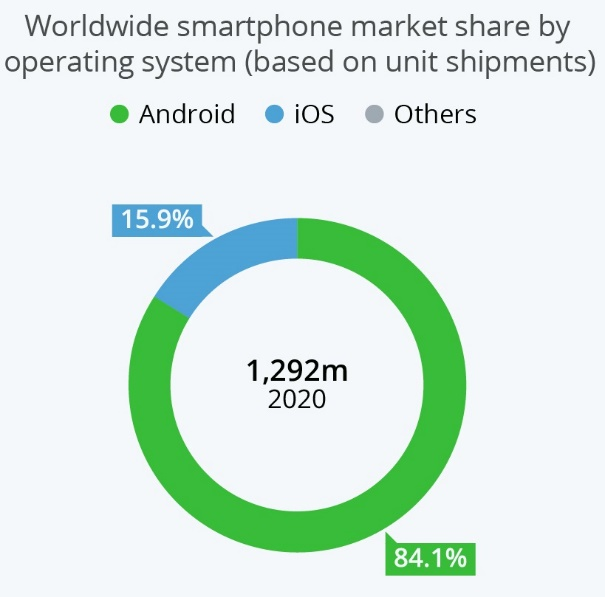 Worldwide smartphone market share by
operating system (based on unit shipments)
Android iOS Others
15.9%
1,292m
2020
84.1%